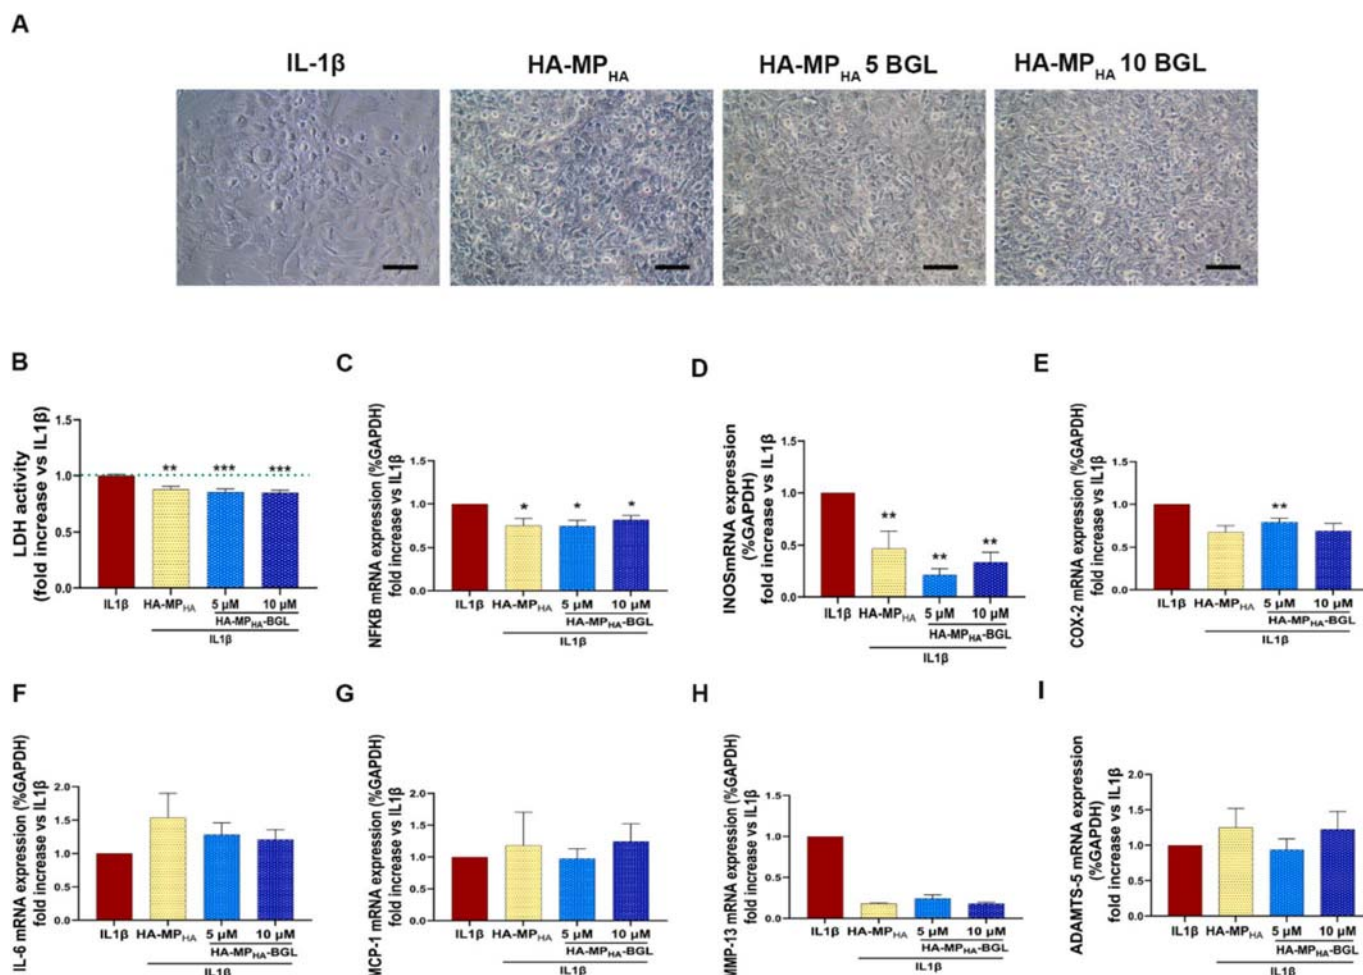 A
IL-1β
HA-MPHA
HA-MPHA 5 BGL
HA-MPHA 10 BGL
B
LDH activity
(fold increase vs IL1β)
1.5
1.0
0.5
0.0
** *** ***
IL1β HA-MPHA 5 µM 10 µM
HA-MPHA-BGL
IL1β
C
NFKB mRNA expression (%GAPDH)
fold increase vs IL1β
1.5
1.0
0.5
0.0
* * *
IL1β HA-MPHA 5 µM 10 µM
HA-MPHA-BGL
IL1β
D
INOSmRNA expression
(%GAPDH)
fold increase vs IL1β
1.5
1.0
0.5
0.0
** ** **
IL1β HA-MPHA 5 µM 10 µM
HA-MPHA-BGL
IL1β
E
COX-2 mRNA expression (%GAPDH)
fold increase vs IL1β
1.5
1.0
0.5
0.0
**
IL1β HA-MPHA 5 µM 10 µM
HA-MPHA-BGL
IL1β
F
IL-6 mRNA expression (%GAPDH)
fold increase vs IL1β
2.0
1.5
1.0
0.5
0.0
IL1β HA-MPHA 5 µM 10 µM
HA-MPHA-BGL
IL1β
G
MCP-1 mRNA expression (%GAPDH)
fold increase vs IL1β
2.0
1.5
1.0
0.5
0.0
IL1β HA-MPHA 5 µM 10 µM
HA-MPHA-BGL
IL1β
H
MMP-13 mRNA expression (%GAPDH)
fold increase vs IL1β
1.5
1.0
0.5
0.0
IL1β HA-MPHA 5 µM 10 µM
HA-MPHA-BGL
IL1β
I
ADAMTS-5 mRNA expression
(%GAPDH)
fold increase vs IL1β
2.0
1.5
1.0
0.5
0.0
IL1β HA-MPHA 5 µM 10 µM
HA-MPHA-BGL
IL1β